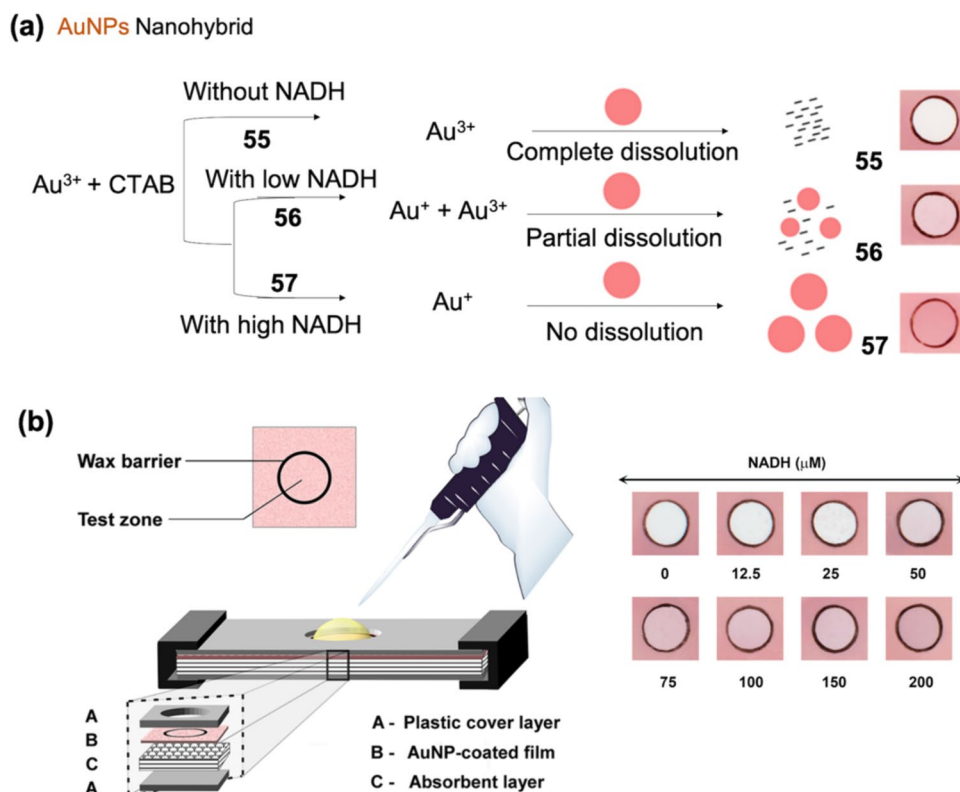 (a) AuNPs Nanohybrid
Without NADH
55
Au³⁺ + CTAB
With low NADH
56
57
With high NADH
Au³⁺
Complete dissolution
55
Au⁺ + Au³⁺
Partial dissolution
56
Au⁺
No dissolution
57
(b)
Wax barrier
Test zone
NADH (μM)
0 12.5 25 50
75 100 150 200
A
B
C
A
A - Plastic cover layer
B - AuNP-coated film
C - Absorbent layer